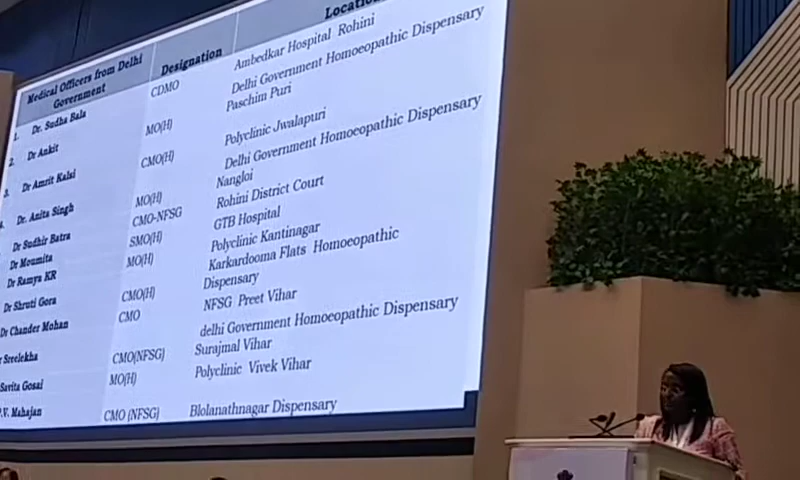 Medical Officers from Delhi Designation Locatio
Government
1. Dr. Sudha Bala CDMO Ambedkar Hospital Rohini
2. Dr Ankit MO(H) Delhi Government Homoeopathic Dispensary
Paschim Puri
3. Dr Amrit Kalsi CMO(H) Polyclinic Jwalapuri
4. Dr. Anita Singh MO(H) Delhi Government Homoeopathic Dispensary
Nangloi
Dr Sudhir Batra CMO-NFSG Rohini District Court
Dr Moumita SMO(H) GTB Hospital
Dr Ramya KR MO(H) Polyclinic Kantinagar
Dr Shruti Gora CMO(H) Karkardooma Flats Homoeopathic
Dispensary
Dr Chander Mohan CMO NFSG Preet Vihar
r Sreelekha CMO(NFSG) delhi Government Homoeopathic Dispensary
Surajmal Vihar
Savita Gosai MO(H) Polyclinic Vivek Vihar
.V. Mahajan CMO (NFSG) Blolanathnagar Dispensary